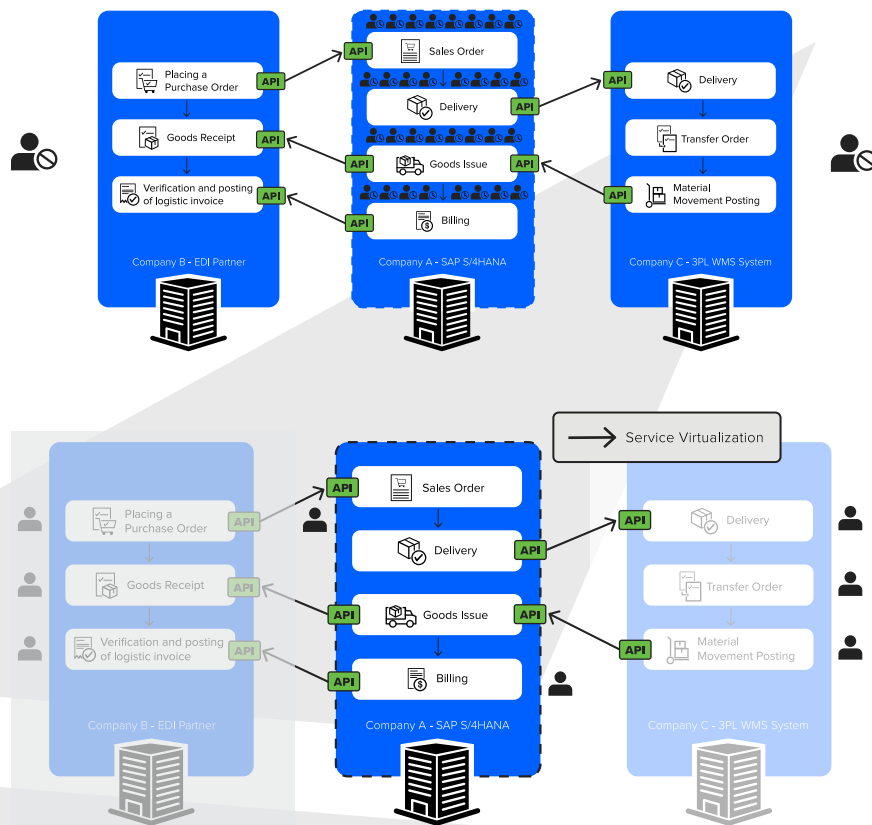 API
Sales Order
Placing a
Purchase Order
API
API
Delivery
Delivery
API
Goods Receipt
API
Transfer Order
API
Goods Issue
API
Verification and posting
of logistic invoice
API
Material
Movement Posting
API
API
Billing
Company B - EDI Partner
Company A - SAP S/4HANA
Company C - 3PL WMS System
Service Virtualization
API
Sales Order
Placing a
Purchase Order
API
API
Delivery
Delivery
API
Goods Receipt
API
Transfer Order
API
Goods Issue
API
Verification and posting
of logistic invoice
API
Material
Movement Posting
API
API
Billing
Company B - EDI Partner
Company A - SAP S/4HANA
Company C - 3PL WMS System